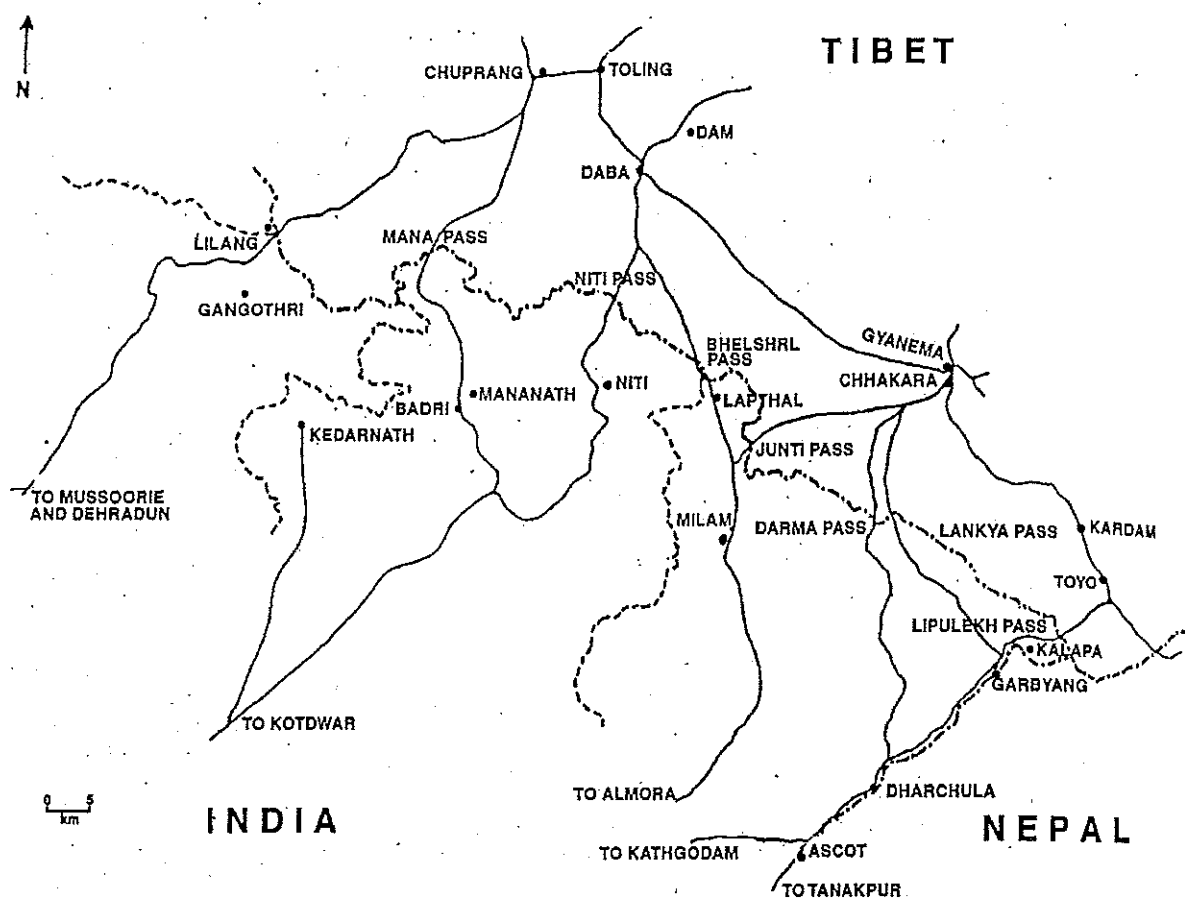 TIBET
N
CHUPRANG
TOLING
DAM
DABA
LILANG
MANA PASS
GANGOTHRI
NITI PASS
BHELSHRL
PASS
GYANEMA
CHHAKARA
LAPTHAL
NITI
MANANATH
BADRI
KEDARNATH
JUNTI PASS
TO MUSSOORIE
AND DEHRADUN
MILAM
DARMA PASS
LANKYA PASS
KARDAM
TOYO
LIPULEKH PASS
KALAPA
GARBYANG
TO KOTDWAR
0 5
km
INDIA
TO ALMORA
DHARCHULA
NEPAL
TO KATHGODAM
ASCOT
TO TANAKPUR